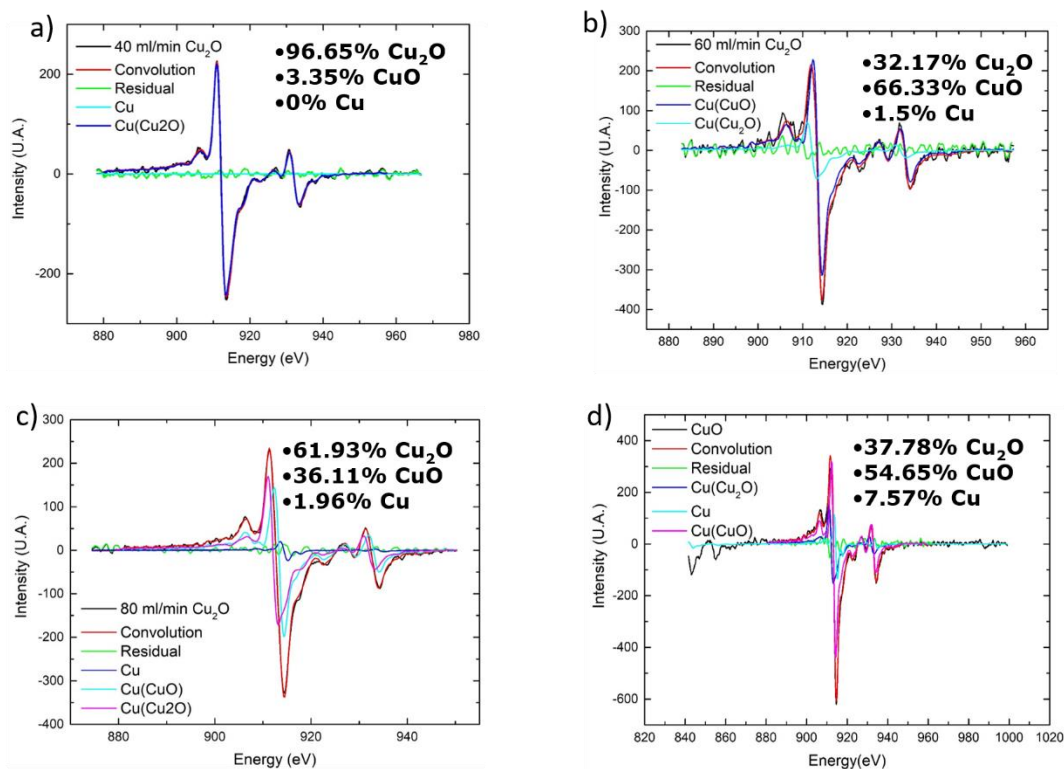 a)
40 ml/min Cu₂O
Convolution
Residual
Cu
Cu(Cu2O)
•96.65% Cu₂O
•3.35% CuO
•0% Cu
200
0
-200
Intensity (U.A.)
880 900 920 940 960 980
Energy (eV)
b)
60 ml/min Cu₂O
Convolution
Residual
Cu(CuO)
Cu(Cu₂O)
•32.17% Cu₂O
•66.33% CuO
•1.5% Cu
300
200
100
0
-100
-200
-300
-400
Intensity (U.A.)
880 890 900 910 920 930 940 950 960
Energy(eV)
c)
•61.93% Cu₂O
•36.11% CuO
•1.96% Cu
80 ml/min Cu₂O
Convolution
Residual
Cu
Cu(CuO)
Cu(Cu2O)
300
200
100
0
-100
-200
-300
-400
Intensity (U.A.)
880 900 920 940
Energy (eV)
d)
CuO
Convolution
Residual
Cu(Cu₂O)
Cu
Cu(CuO)
•37.78% Cu₂O
•54.65% CuO
•7.57% Cu
400
200
0
-200
-400
-600
Intensity (U.A.)
820 840 860 880 900 920 940 960 980 1000 1020
Energy (eV)